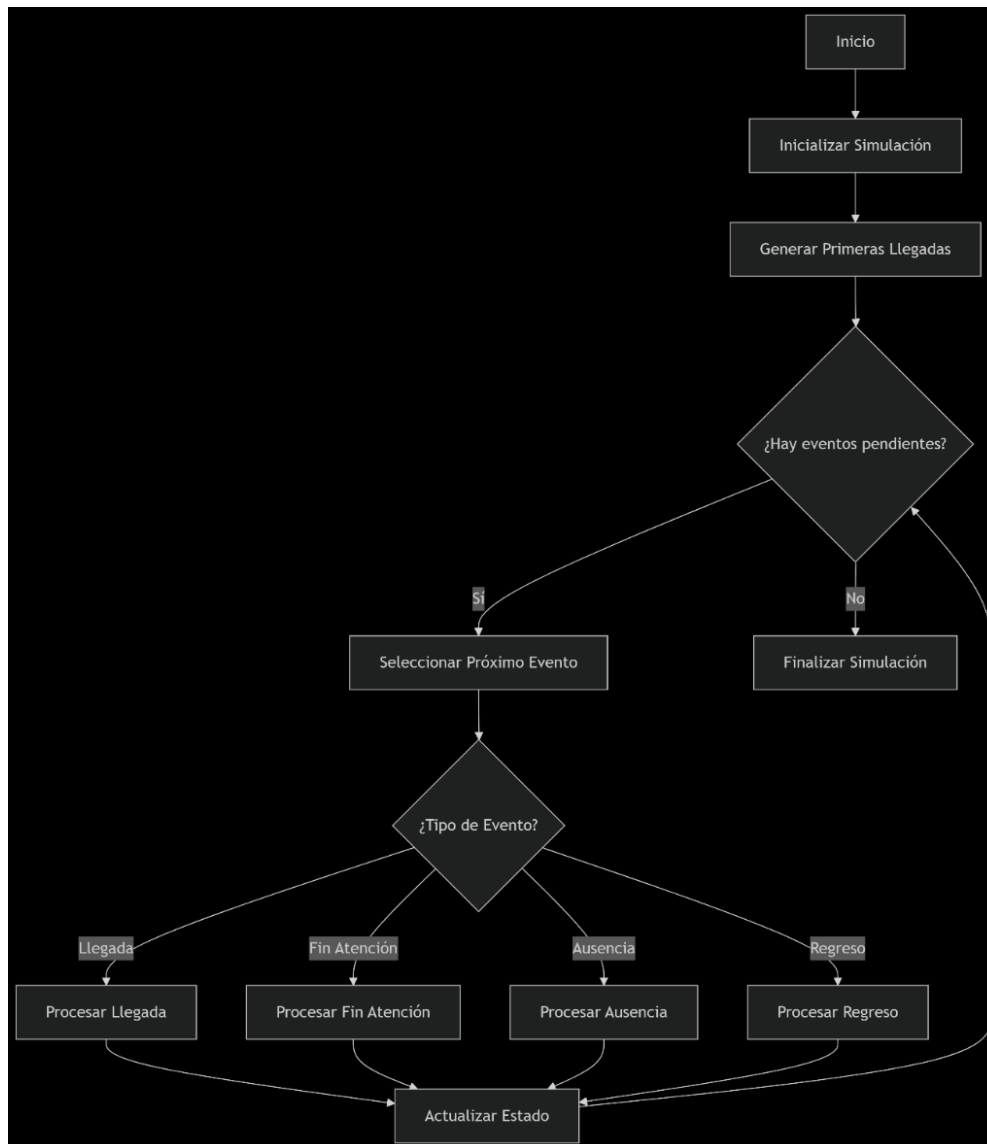 Inicio
Inicializar Simulación
Generar Primeras Llegadas
¿Hay eventos pendientes?
Sí
No
Seleccionar Próximo Evento
Finalizar Simulación
¿Tipo de Evento?
Llegada
Fin Atención
Ausencia
Regreso
Procesar Llegada
Procesar Fin Atención
Procesar Ausencia
Procesar Regreso
Actualizar Estado